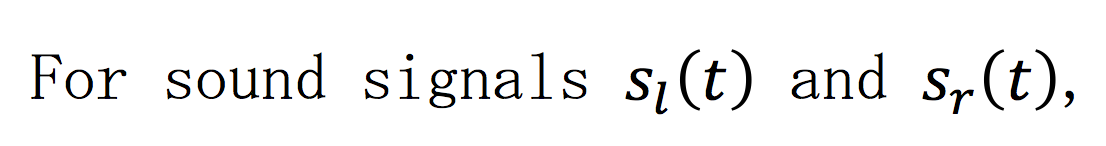 For sound signals $s_l(t)$ and $s_r(t)$,